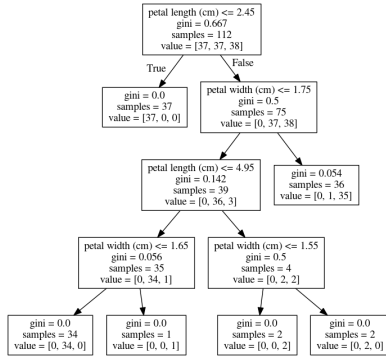 petal length (cm) <= 2.45
gini = 0.667
samples = 112
value = [37, 37, 38]
True
False
gini = 0.0
samples = 37
value = [37, 0, 0]
petal width (cm) <= 1.75
gini = 0.5
samples = 75
value = [0, 37, 38]
petal length (cm) <= 4.95
gini = 0.142
samples = 39
value = [0, 36, 3]
gini = 0.054
samples = 36
value = [0, 1, 35]
petal width (cm) <= 1.65
gini = 0.056
samples = 35
value = [0, 34, 1]
petal width (cm) <= 1.55
gini = 0.5
samples = 4
value = [0, 2, 2]
gini = 0.0
samples = 34
value = [0, 34, 0]
gini = 0.0
samples = 1
value = [0, 0, 1]
gini = 0.0
samples = 2
value = [0, 0, 2]
gini = 0.0
samples = 2
value = [0, 2, 0]